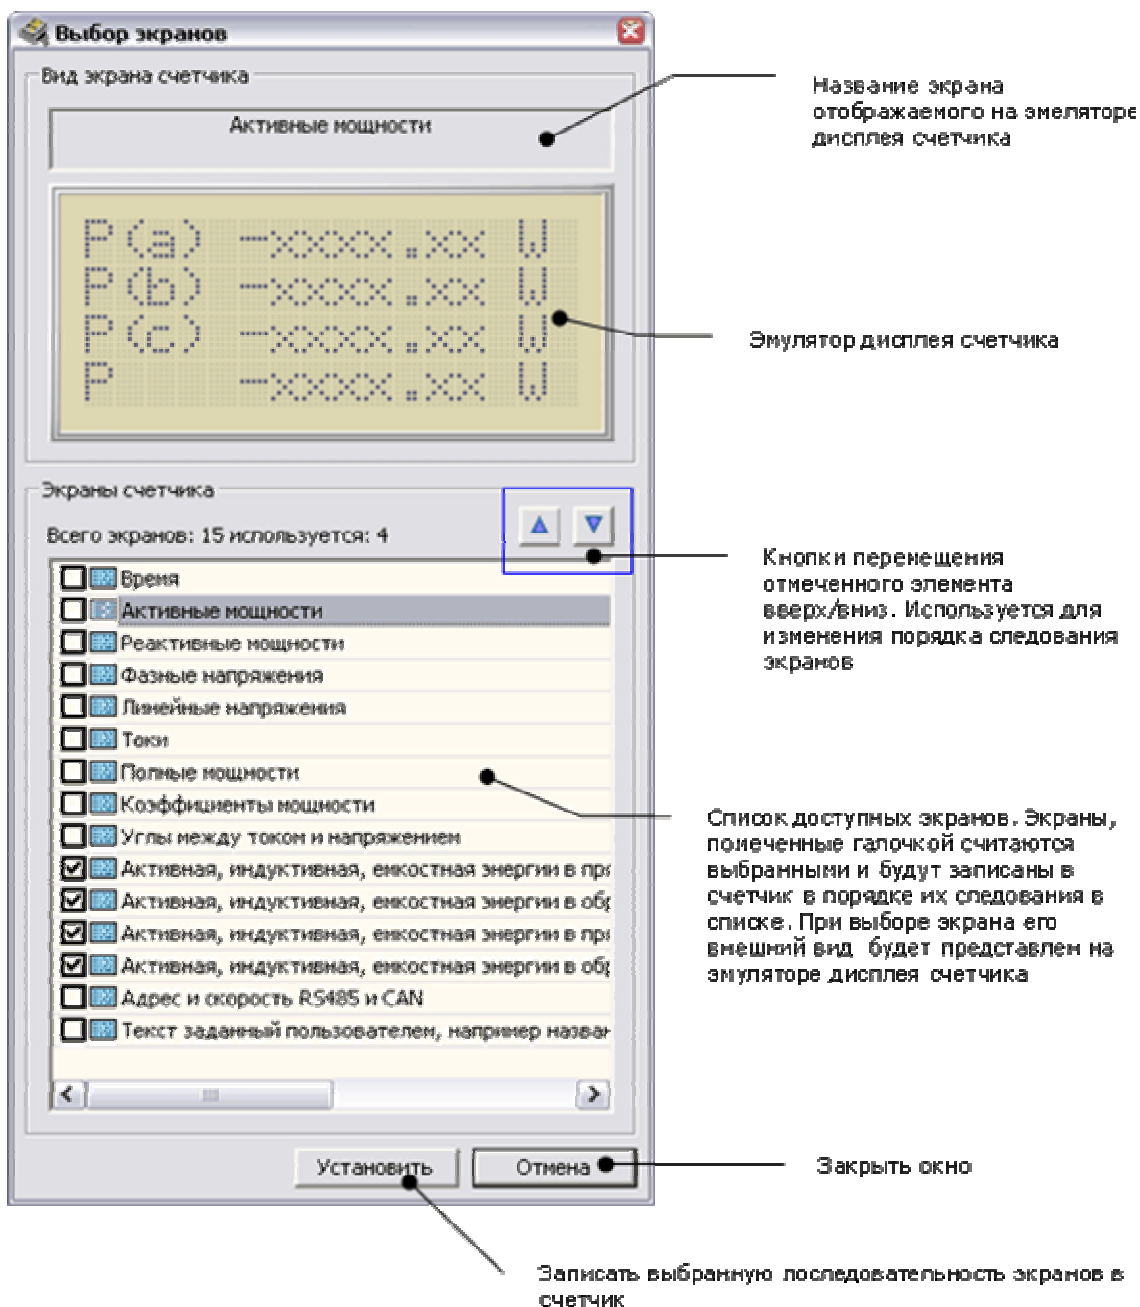 Выбор экранов
Вид экрана счетчика
Активные мощности
P(a) -xxxx.xx W
P(b) -xxxx.xx W
P(c) -xxxx.xx W
P -xxxx.xx W
Экраны счетчика
Всего экранов: 15 используется: 4
Время
Активные мощности
Реактивные мощности
Фазные напряжения
Линейные напряжения
Токи
Полные мощности
Коэффициенты мощности
Углы между током и напряжением
Активная, индуктивная, емкостная энергии в пря
Активная, индуктивная, емкостная энергии в обр
Активная, индуктивная, емкостная энергии в пря
Активная, индуктивная, емкостная энергии в обр
Адрес и скорость RS485 и CAN
Текст заданный пользователем, например назван
Установить
Отмена
Название экрана
отображаемого на эмеляторе
дисплея счетчика
Эмулятор дисплея счетчика
Кнопки перемещения
отмеченного элемента
вверх/вниз. Используется для
изменения порядка следования
экранов
Список доступных экранов. Экраны,
помеченные галочкой считаются
выбранными и будут записаны в
счетчик в порядке их следования в
списке. При выборе экрана его
внешний вид будет представлен на
эмуляторе дисплея счетчика
Закрыть окно
Записать выбранную последовательность экранов в
счетчик